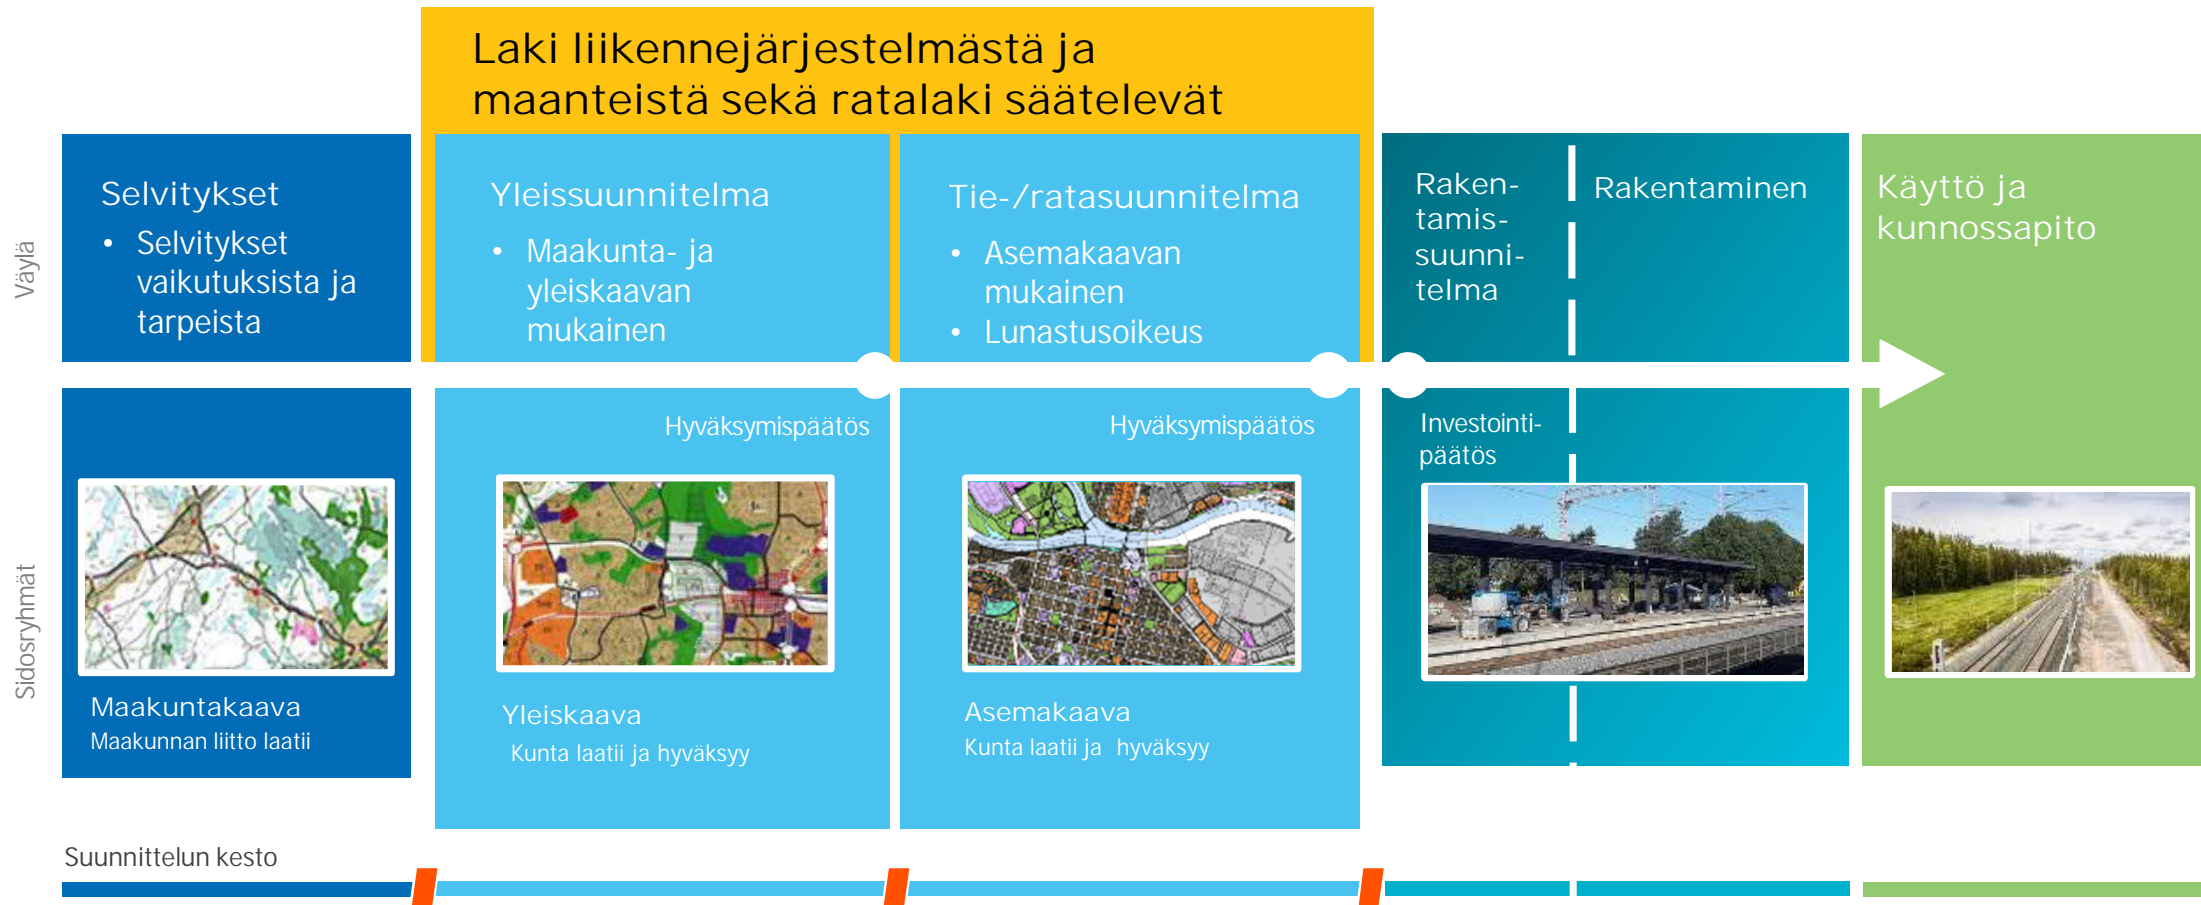 Laki liikennejärjestelmästä ja
maanteistä sekä ratalaki säätelevät
Väylä
Selvitykset
• Selvitykset
vaikutuksista ja
tarpeista
Yleissuunnitelma
• Maakunta- ja
yleiskaavan
mukainen
Tie-/ratasuunnitelma
• Asemakaavan
mukainen
• Lunastusoikeus
Raken-
tamis-
suunni-
telma
Rakentaminen
Käyttö ja
kunnossapito
Sidosryhmät
Hyväksymispäätös
Hyväksymispäätös
Investointi-
päätös
Maakuntakaava
Maakunnan liitto laatii
Yleiskaava
Kunta laatii ja hyväksyy
Asemakaava
Kunta laatii ja hyväksyy
Suunnittelun kesto